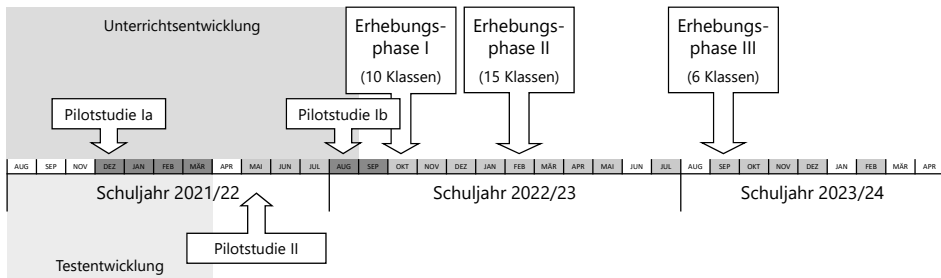 Unterrichtsentwicklung
Erhebungs-
phase I
(10 Klassen)
Erhebungs-
phase II
(15 Klassen)
Erhebungs-
phase III
(6 Klassen)
Pilotstudie Ia
Pilotstudie Ib
AUG SEP NOV DEZ JAN FEB MÄR APR MAI JUN JUL AUG SEP OKT NOV DEZ JAN FEB MÄR APR MAI JUN JUL AUG SEP OKT NOV DEZ JAN FEB MÄR APR
Schuljahr 2021/22 Schuljahr 2022/23 Schuljahr 2023/24
Pilotstudie II
Testentwicklung